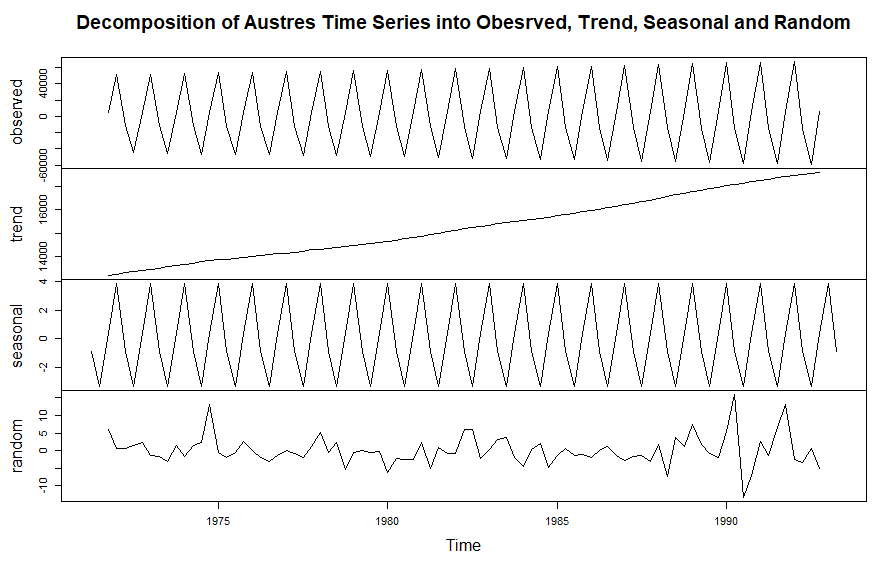 Decomposition of Austres Time Series into Obesrved, Trend, Seasonal and Random
observed
-60000 0 40000
trend
14000 16000
seasonal
-2 0 2 4
random
-10 0 5 10
1975 1980 1985 1990
Time